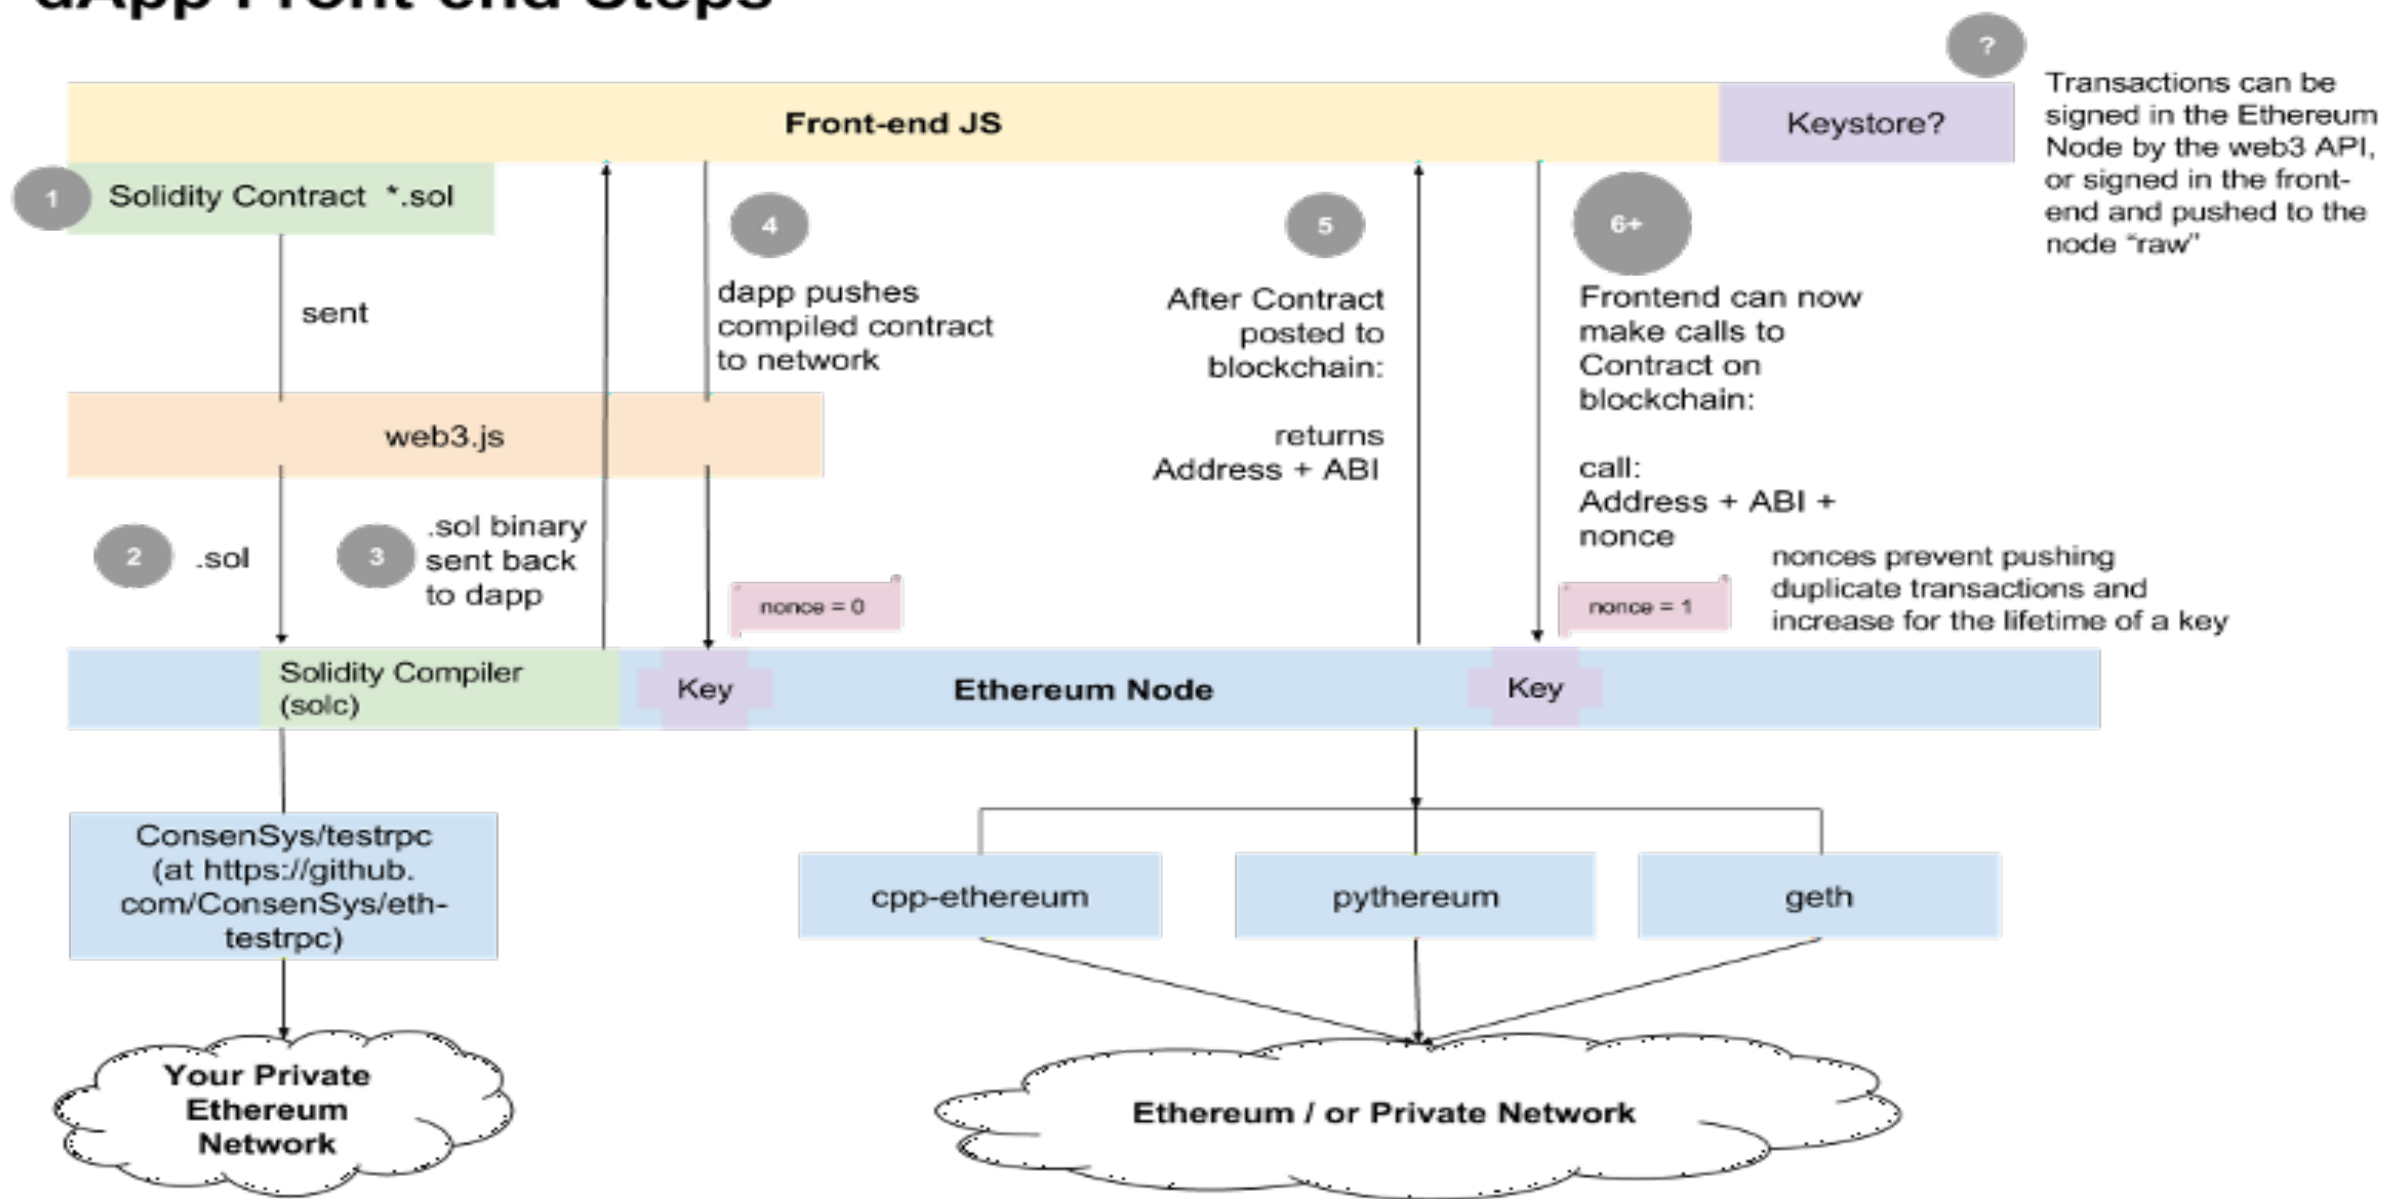 dApp Front-end Steps
?
Front-end JS
Keystore?
Transactions can be
signed in the Ethereum
Node by the web3 API,
or signed in the front-
end and pushed to the
node “raw”
1
Solidity Contract *.sol
sent
4
dapp pushes
compiled contract
to network
5
After Contract
posted to
blockchain:
returns
Address + ABI
6+
Frontend can now
make calls to
Contract on
blockchain:
call:
Address + ABI +
nonce
web3.js
2
.sol
3
.sol binary
sent back
to dapp
nonce = 0
nonce = 1
nonces prevent pushing
duplicate transactions and
increase for the lifetime of a key
Solidity Compiler
(solc)
Key
Ethereum Node
Key
ConsenSys/testrpc
(at https://github.
com/ConsenSys/eth-
testrpc)
cpp-ethereum
pythereum
geth
Your Private
Ethereum
Network
Ethereum / or Private Network